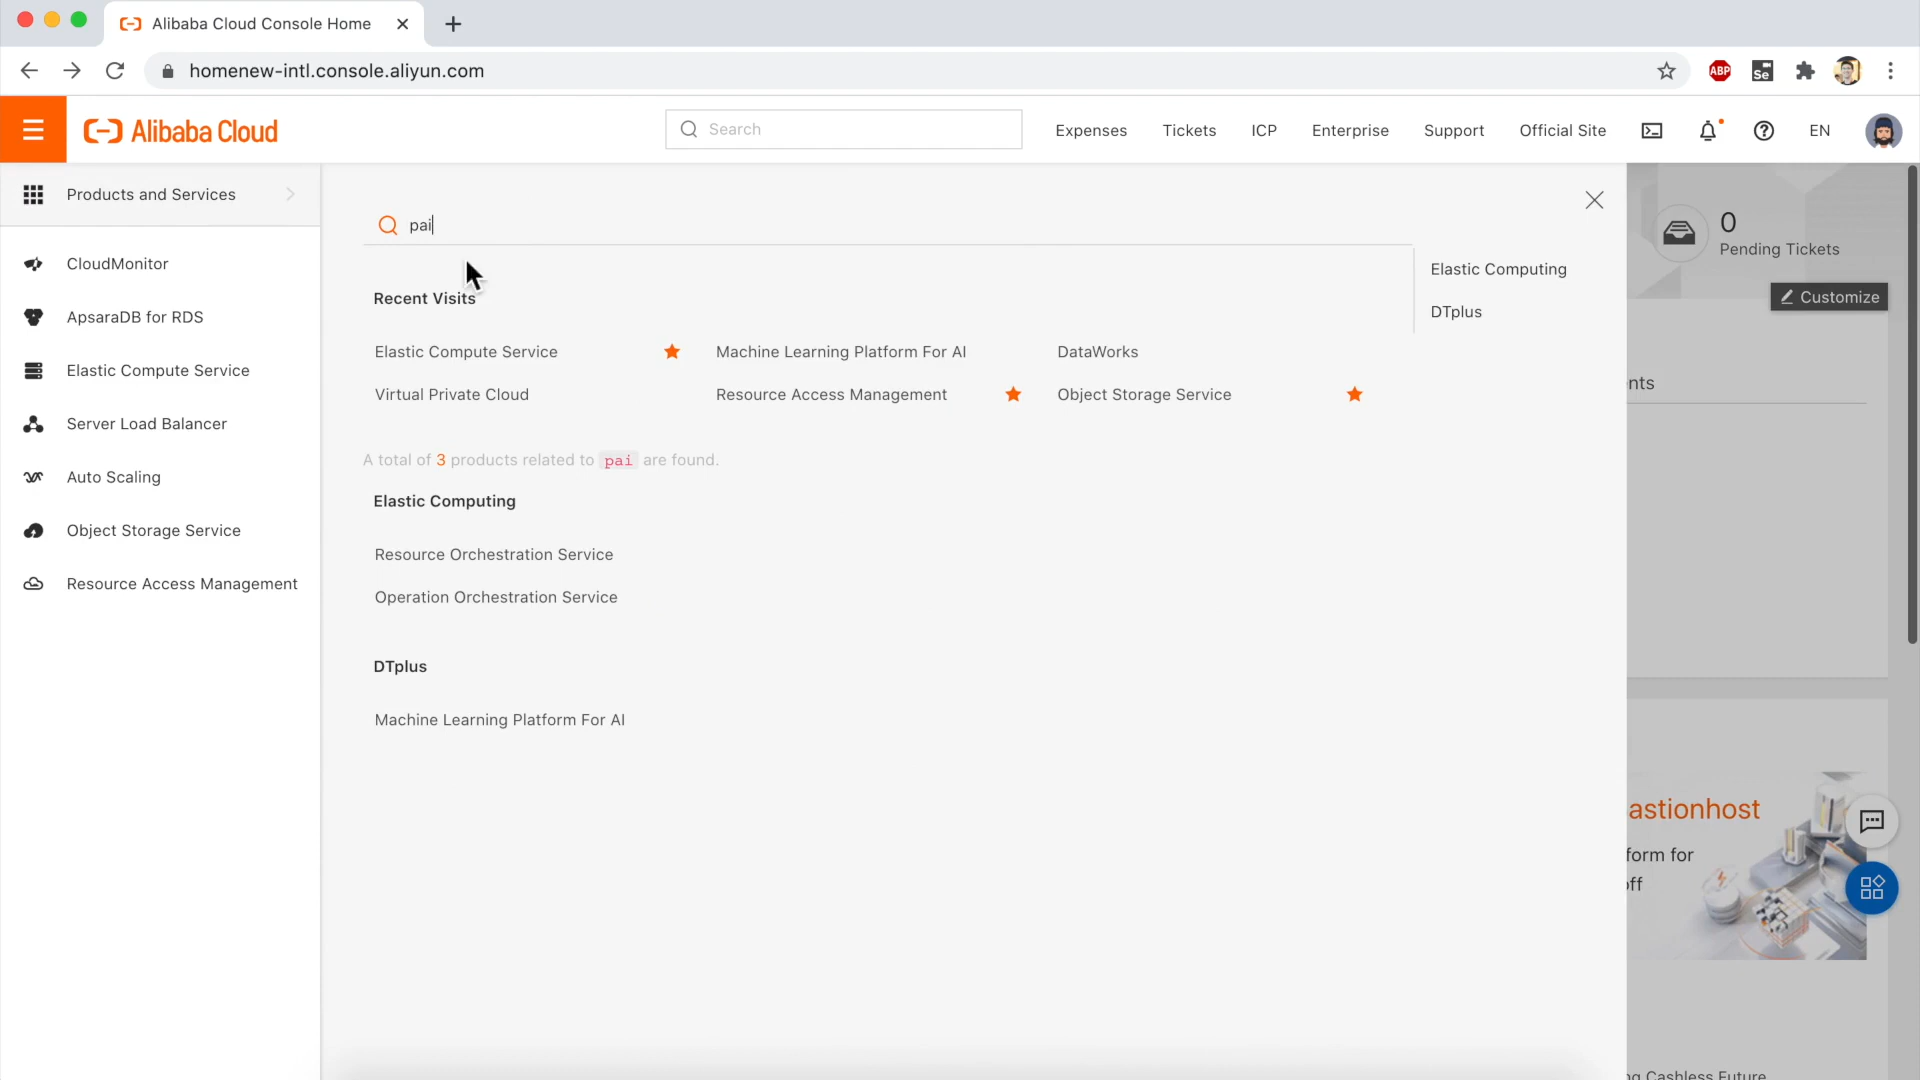 Alibaba Cloud Console Home
homenew-intl.console.aliyun.com
ABP
Se
Alibaba Cloud
Search
Expenses
Tickets
ICP
Enterprise
Support
Official Site
EN
Products and Services
CloudMonitor
ApsaraDB for RDS
Elastic Compute Service
Server Load Balancer
Auto Scaling
Object Storage Service
Resource Access Management
pai
Elastic Computing
DTplus
Recent Visits
Elastic Compute Service
Machine Learning Platform For AI
DataWorks
Virtual Private Cloud
Resource Access Management
Object Storage Service
A total of 3 products related to pai are found.
Elastic Computing
Resource Orchestration Service
Operation Orchestration Service
DTplus
Machine Learning Platform For AI
0
Pending Tickets
Customize
nts
astionhost
form for
ff
ng Cashless Future